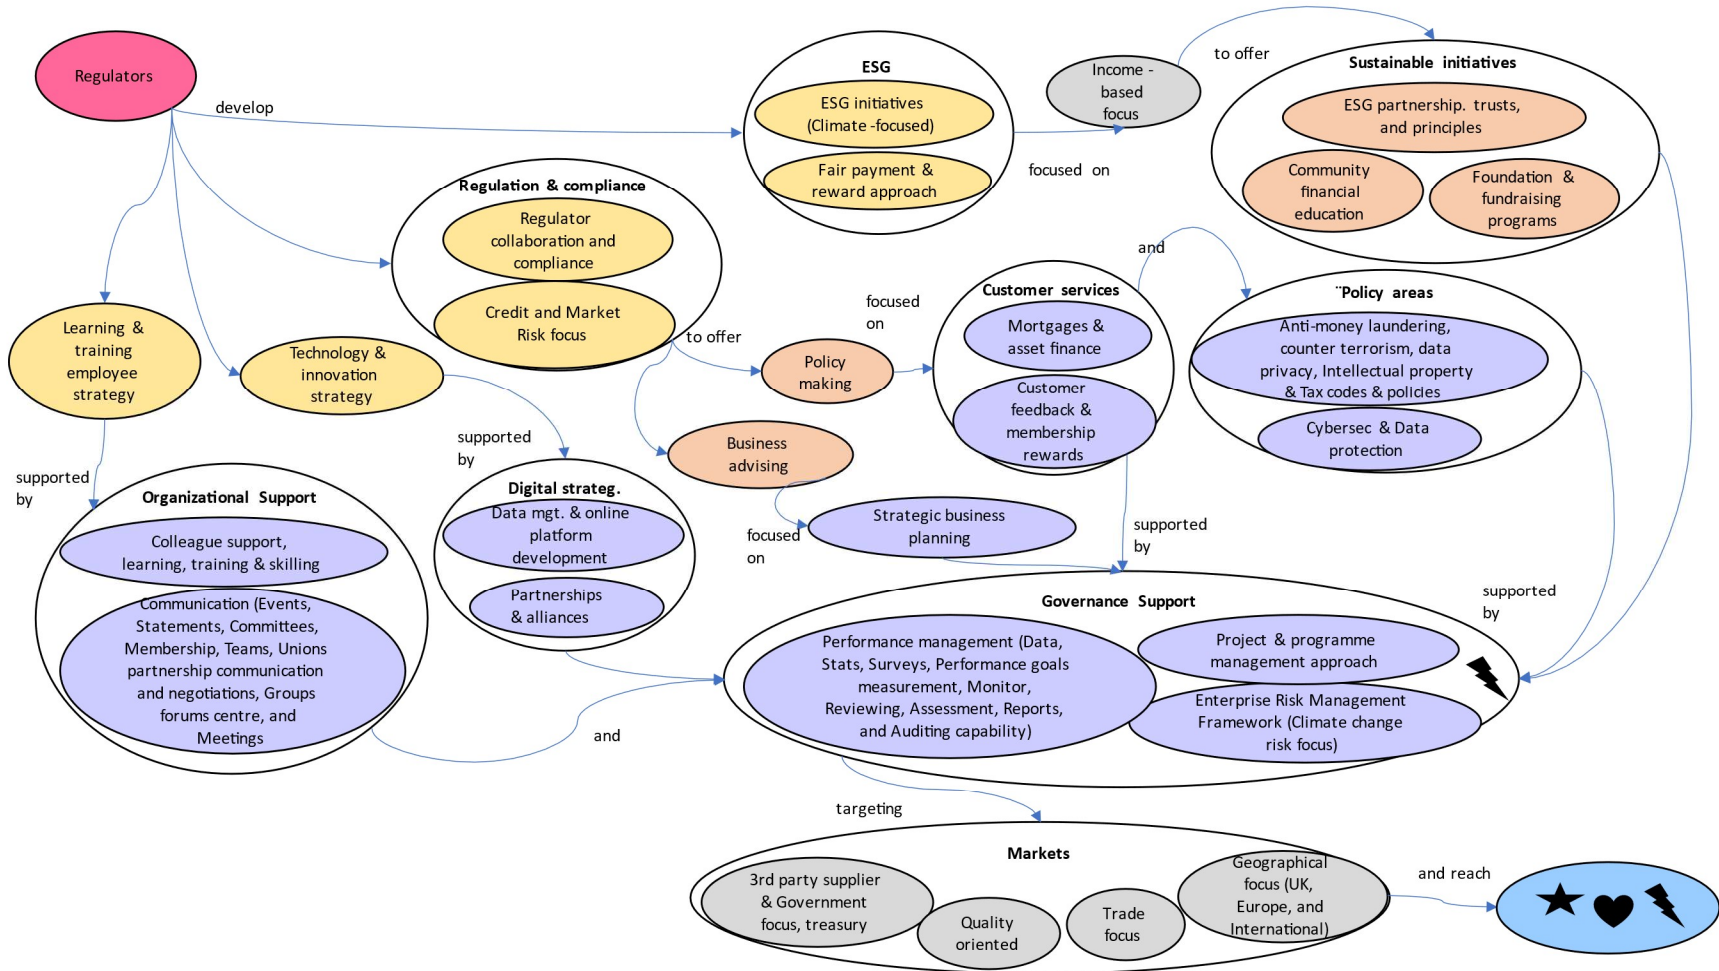 Regulators
develop
ESG
ESG initiatives
(Climate -focused)
Fair payment &
reward approach
Income -
based
focus
focused on
to offer
Sustainable initiatives
ESG partnership. trusts,
and principles
Community
financial
education
Foundation &
fundraising
programs
Regulation & compliance
Regulator
collaboration and
compliance
Credit and Market
Risk focus
to offer
Learning &
training
employee
strategy
Technology &
innovation
strategy
Policy
making
focused
on
Customer services
Mortgages &
asset finance
Customer
feedback &
membership
rewards
and
¨Policy areas
Anti-money laundering,
counter terrorism, data
privacy, Intellectual property
& Tax codes & policies
Cybersec & Data
protection
Business
advising
focused
on
Strategic business
planning
supported
by
supported
by
Organizational Support
Colleague support,
learning, training & skilling
Communication (Events,
Statements, Committees,
Membership, Teams, Unions
partnership communication
and negotiations, Groups
forums centre, and
Meetings
supported
by
Digital strateg.
Data mgt. & online
platform
development
Partnerships
& alliances
and
supported
by
Governance Support
Performance management (Data,
Stats, Surveys, Performance goals
measurement, Monitor,
Reviewing, Assessment, Reports,
and Auditing capability)
Project & programme
management approach
Enterprise Risk Management
Framework (Climate change
risk focus)
targeting
Markets
3rd party supplier
& Government
focus, treasury
Quality
oriented
Trade
focus
Geographical
focus (UK,
Europe, and
International)
and reach